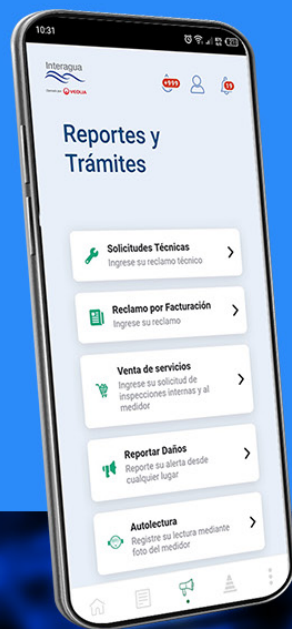 10:31
Interagua
VEOLIA
+999
19
Reportes y
Trámites
Solicitudes Técnicas
Ingrese su reclamo técnico
Reclamo por Facturación
Ingrese su reclamo
Venta de servicios
Ingrese su solicitud de
inspecciones internas y al
medidor
Reportar Daños
Reporte su alerta desde
cualquier lugar
Autolectura
Registre su lectura mediante
foto del medidor